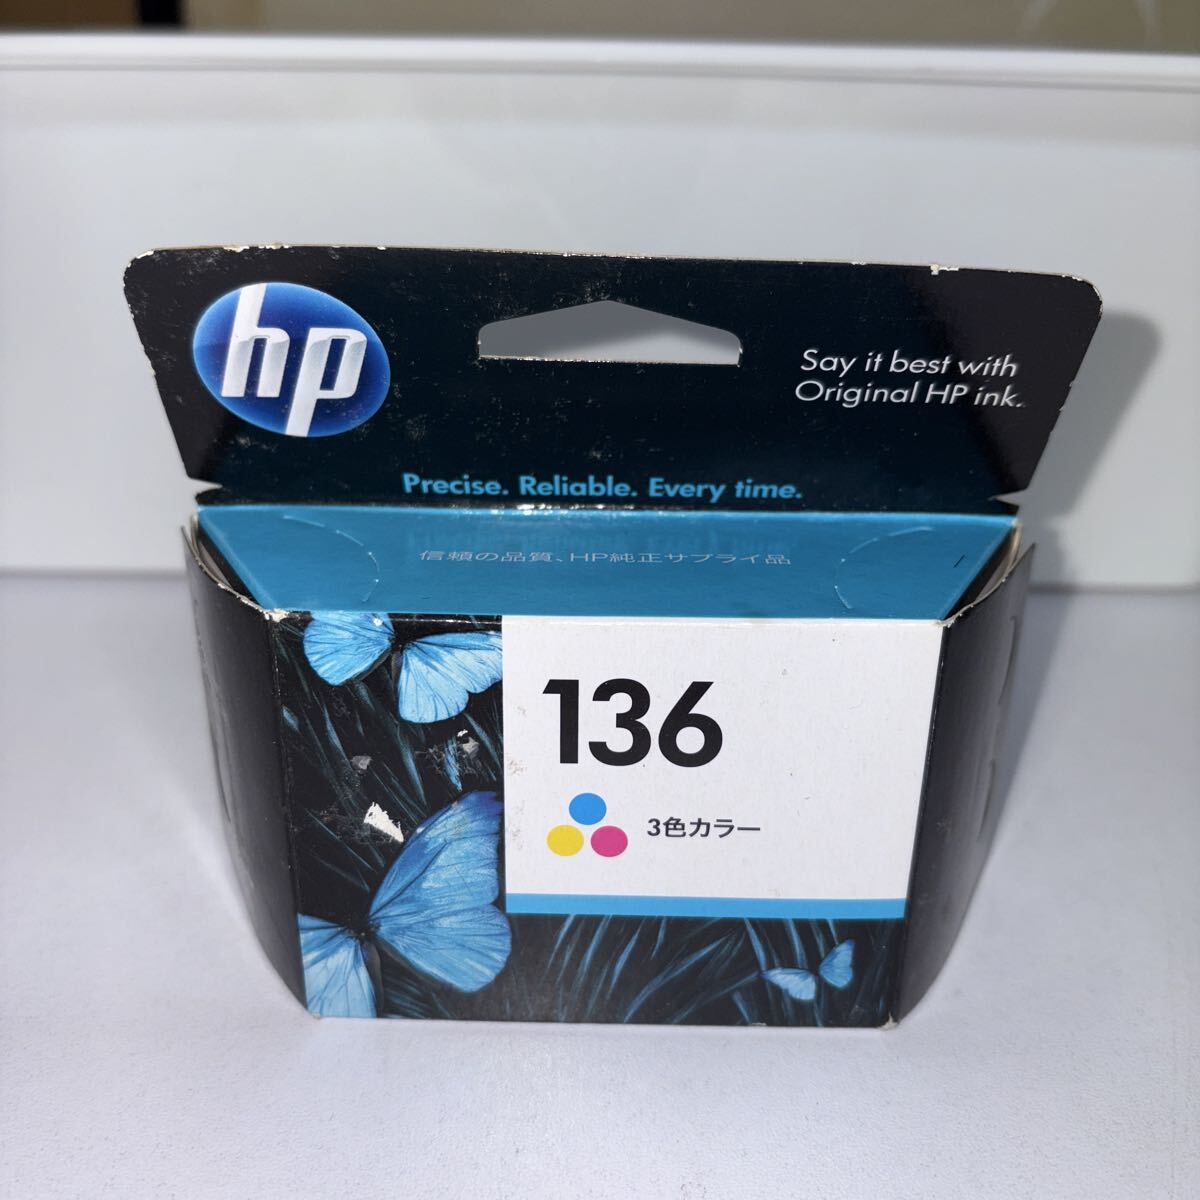 hp
Say it best with
Original HP ink.
Precise. Reliable. Every time.
信頼の品質、HP純正サプライ品
136
3色カラー